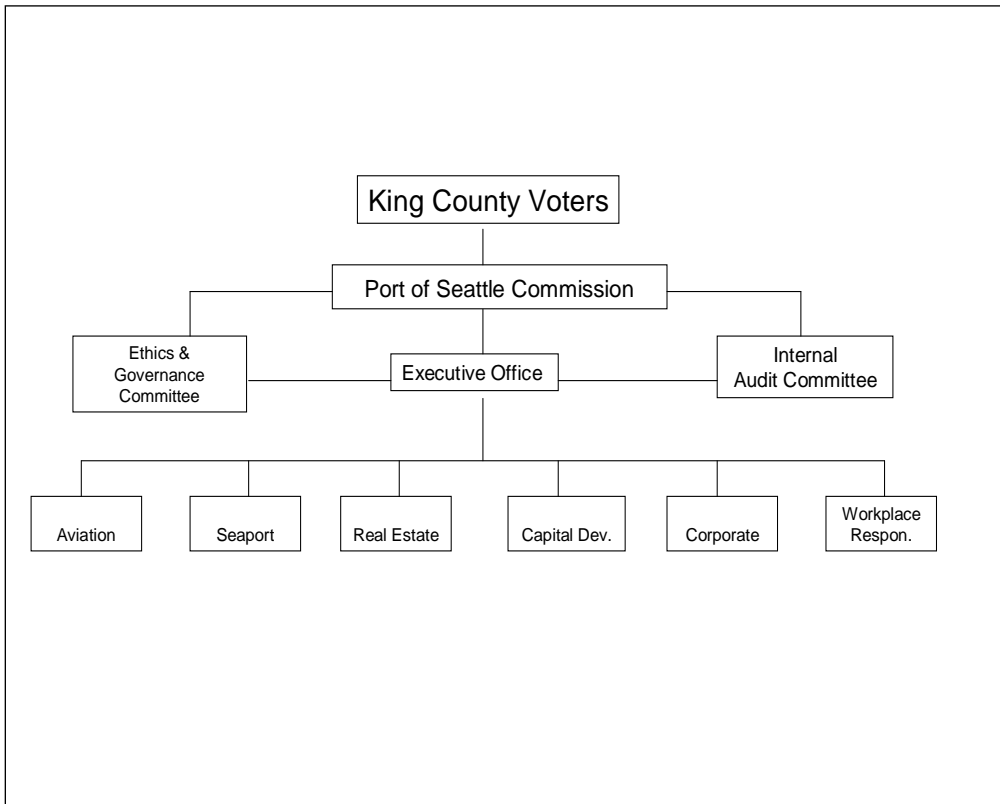 King County Voters
Port of Seattle Commission
Ethics &
Governance
Committee
Executive Office
Internal
Audit Committee
Aviation
Seaport
Real Estate
Capital Dev.
Corporate
Workplace
Respon.